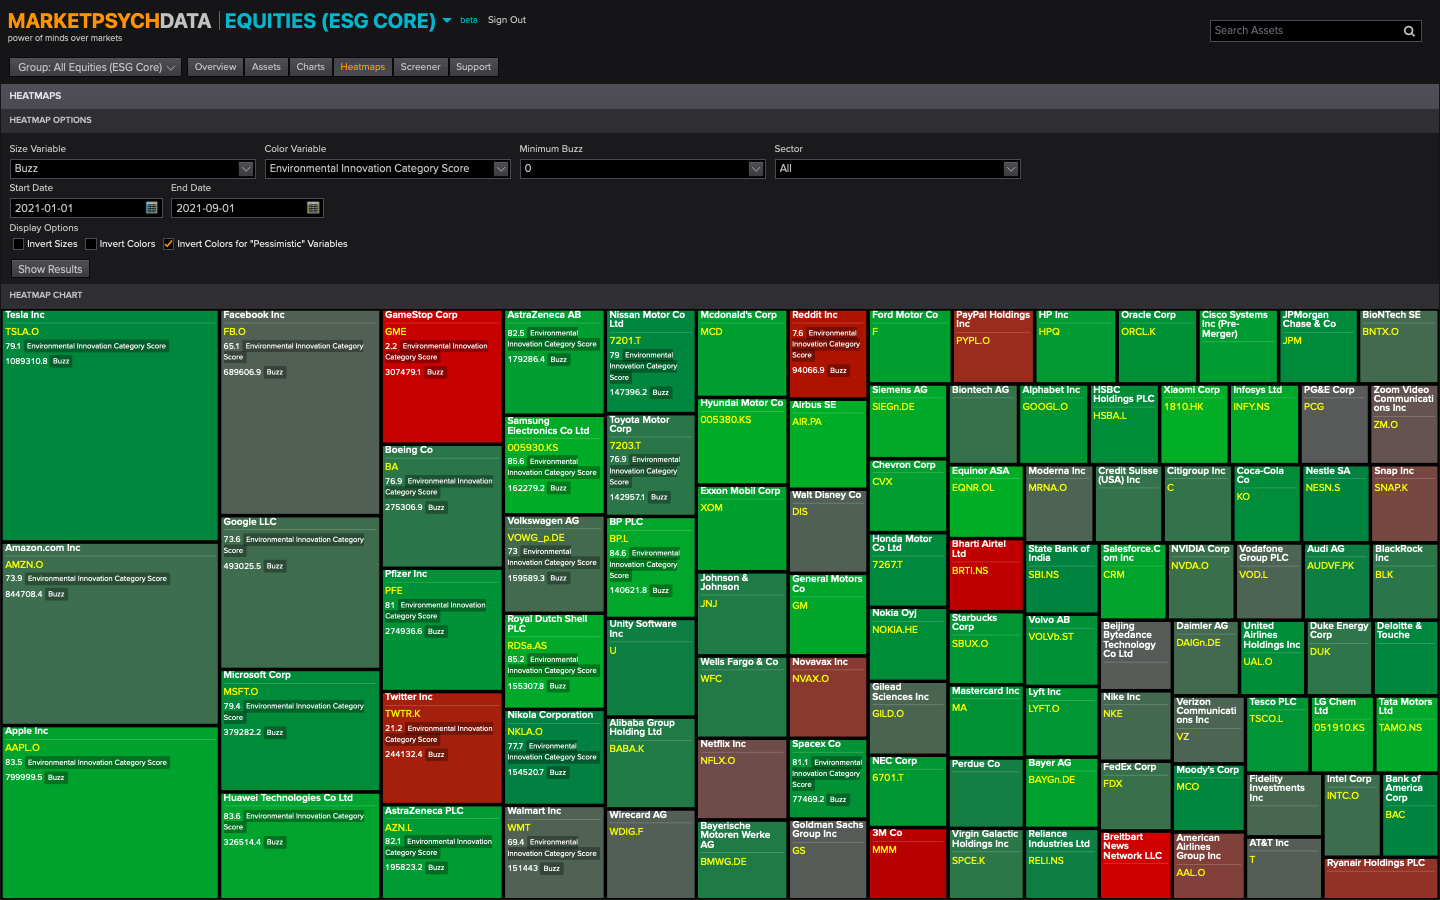 MARKETPSYCHDATA EQUITIES (ESG CORE) beta Sign Out
power of minds over markets
Search Assets
Group: All Equities (ESG Core) Overview Assets Charts Heatmaps Screener Support
HEATMAPS
HEATMAP OPTIONS
Size Variable Color Variable Minimum Buzz Sector
Buzz Environmental Innovation Category Score 0 All
Start Date End Date
2021-01-01 2021-09-01
Display Options
Invert Sizes Invert Colors Invert Colors for "Pessimistic" Variables
Show Results
HEATMAP CHART
Tesla Inc
TSLA.O
79.1 Environmental Innovation Category Score
1089310.8 Buzz
Amazon.com Inc
AMZN.O
73.9 Environmental Innovation Category Score
844708.4 Buzz
Apple Inc
AAPL.O
83.5 Environmental Innovation Category Score
799999.5 Buzz
Facebook Inc
FB.O
65.1 Environmental Innovation Category
Score
689606.9 Buzz
Google LLC
73.6 Environmental Innovation Category
Score
493025.5 Buzz
Microsoft Corp
MSFT.O
79.4 Environmental Innovation Category
Score
379282.2 Buzz
Huawei Technologies Co Ltd
83.6 Environmental Innovation Category
Score
326514.4 Buzz
GameStop Corp
GME
2.2 Environmental Innovation
Category Score
307479.1 Buzz
Boeing Co
BA
76.9 Environmental Innovation
Category Score
275306.9 Buzz
Pfizer Inc
PFE
81 Environmental Innovation
Category Score
274936.6 Buzz
Twitter Inc
TWTR.K
21.2 Environmental Innovation
Category Score
244132.4 Buzz
AstraZeneca PLC
AZN.L
82.1 Environmental Innovation
Category Score
195823.2 Buzz
AstraZeneca AB
82.5 Environmental
Innovation Category Score
179286.4 Buzz
Samsung
Electronics Co Ltd
005930.KS
85.6 Environmental
Innovation Category Score
162279.2 Buzz
Volkswagen AG
VOWG_p.DE
73 Environmental
Innovation Category Score
159589.3 Buzz
Royal Dutch Shell
PLC
RDSa.AS
85.2 Environmental
Innovation Category Score
155307.8 Buzz
Nikola Corporation
NKLA.O
77.7 Environmental
Innovation Category Score
154520.7 Buzz
Walmart Inc
WMT
69.4 Environmental
Innovation Category Score
151443 Buzz
Nissan Motor Co
Ltd
7201.T
79 Environmental
Innovation Category
Score
147396.2 Buzz
Toyota Motor
Corp
7203.T
76.9 Environmental
Innovation Category
Score
142957.1 Buzz
BP PLC
BP.L
84.6 Environmental
Innovation Category
Score
140621.8 Buzz
Unity Software
Inc
U
Alibaba Group
Holding Ltd
BABA.K
Wirecard AG
WDIG.F
Mcdonald's Corp
MCD
Hyundai Motor Co
005380.KS
Exxon Mobil Corp
XOM
Johnson &
Johnson
JNJ
Wells Fargo & Co
WFC
Netflix Inc
NFLX.O
Bayerische
Motoren Werke
AG
BMWG.DE
Reddit Inc
7.6 Environmental
Innovation Category
Score
94066.9 Buzz
Airbus SE
AIR.PA
Walt Disney Co
DIS
General Motors
Co
GM
Novavax Inc
NVAX.O
Spacex Co
81.1 Environmental
Innovation Category
Score
77469.2 Buzz
Goldman Sachs
Group Inc
GS
Ford Motor Co
F
Siemens AG
SIEGn.DE
Chevron Corp
CVX
Honda Motor
Co Ltd
7267.T
Nokia Oyj
NOKIA.HE
Gilead
Sciences Inc
GILD.O
NEC Corp
6701.T
3M Co
MMM
PayPal Holdings
Inc
PYPL.O
HP Inc
HPQ
Oracle Corp
ORCL.K
Cisco Systems
Inc (Pre-
Merger)
JPMorgan
Chase & Co
JPM
BioNTech SE
BNTX.O
Biontech AG
Alphabet Inc
GOOGL.O
HSBC
Holdings PLC
HSBA.L
Xiaomi Corp
1810.HK
Infosys Ltd
INFY.NS
PG&E Corp
PCG
Zoom Video
Communicati
ons Inc
ZM.O
Equinor ASA
EQNR.OL
Moderna Inc
MRNA.O
Credit Suisse
(USA) Inc
Citigroup Inc
C
Coca-Cola
Co
KO
Nestle SA
NESN.S
Snap Inc
SNAP.K
Bharti Airtel
Ltd
BRTI.NS
State Bank of
India
SBI.NS
Salesforce.C
om Inc
CRM
NVIDIA Corp
NVDA.O
Vodafone
Group PLC
VOD.L
Audi AG
AUDVF.PK
BlackRock
Inc
BLK
Starbucks
Corp
SBUX.O
Volvo AB
VOLVb.ST
Beijing
Bytedance
Technology
Co Ltd
Daimler AG
DAIGn.DE
United
Airlines
Holdings Inc
UAL.O
Duke Energy
Corp
DUK
Deloitte &
Touche
Mastercard Inc
MA
Lyft Inc
LYFT.O
Nike Inc
NKE
Verizon
Communicati
ons Inc
VZ
Tesco PLC
TSCO.L
LG Chem
Ltd
051910.KS
Tata Motors
Ltd
TAMO.NS
Perdue Co
Bayer AG
BAYGn.DE
FedEx Corp
FDX
Moody's Corp
MCO
Fidelity
Investments
Inc
Intel Corp
INTC.O
Bank of
America
Corp
BAC
Virgin Galactic
Holdings Inc
SPCE.K
Reliance
Industries Ltd
RELI.NS
Breitbart
News
Network LLC
American
Airlines
Group Inc
AAL.O
AT&T Inc
T
Ryanair Holdings PLC